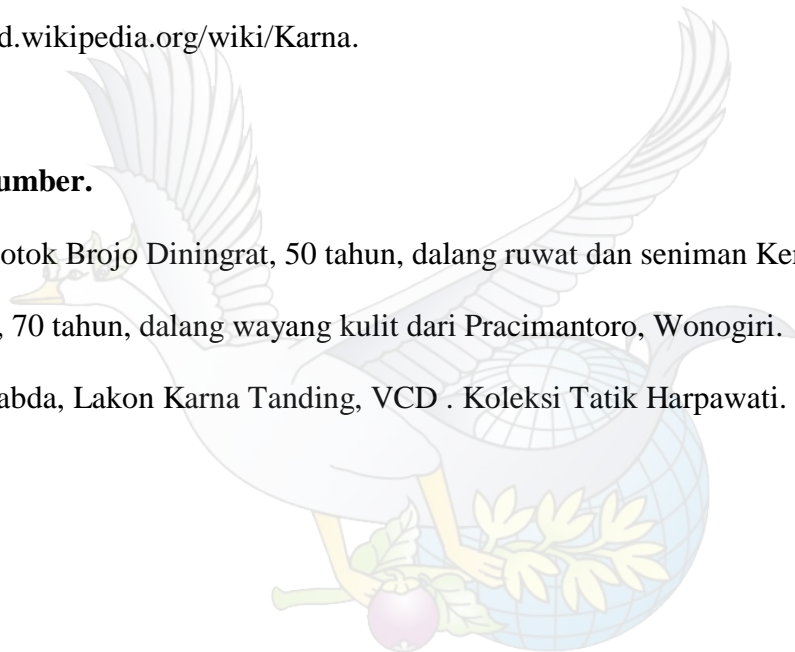 d.wikipedia.org/wiki/Karna.
umber.
otok Brojo Diningrat, 50 tahun, dalang ruwat dan seniman Ker
, 70 tahun, dalang wayang kulit dari Pracimantoro, Wonogiri.
abda, Lakon Karna Tanding, VCD . Koleksi Tatik Harpawati.